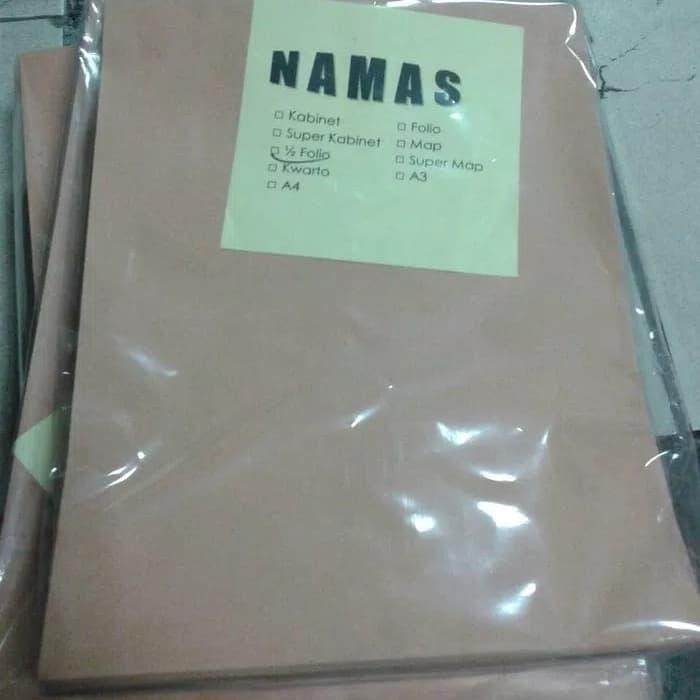 NAMAS
□ Kabinet
□ Super Kabinet
□ ½ Folio
□ Kwarto
□ A4
□ Folio
□ Map
□ Super Map
□ A3